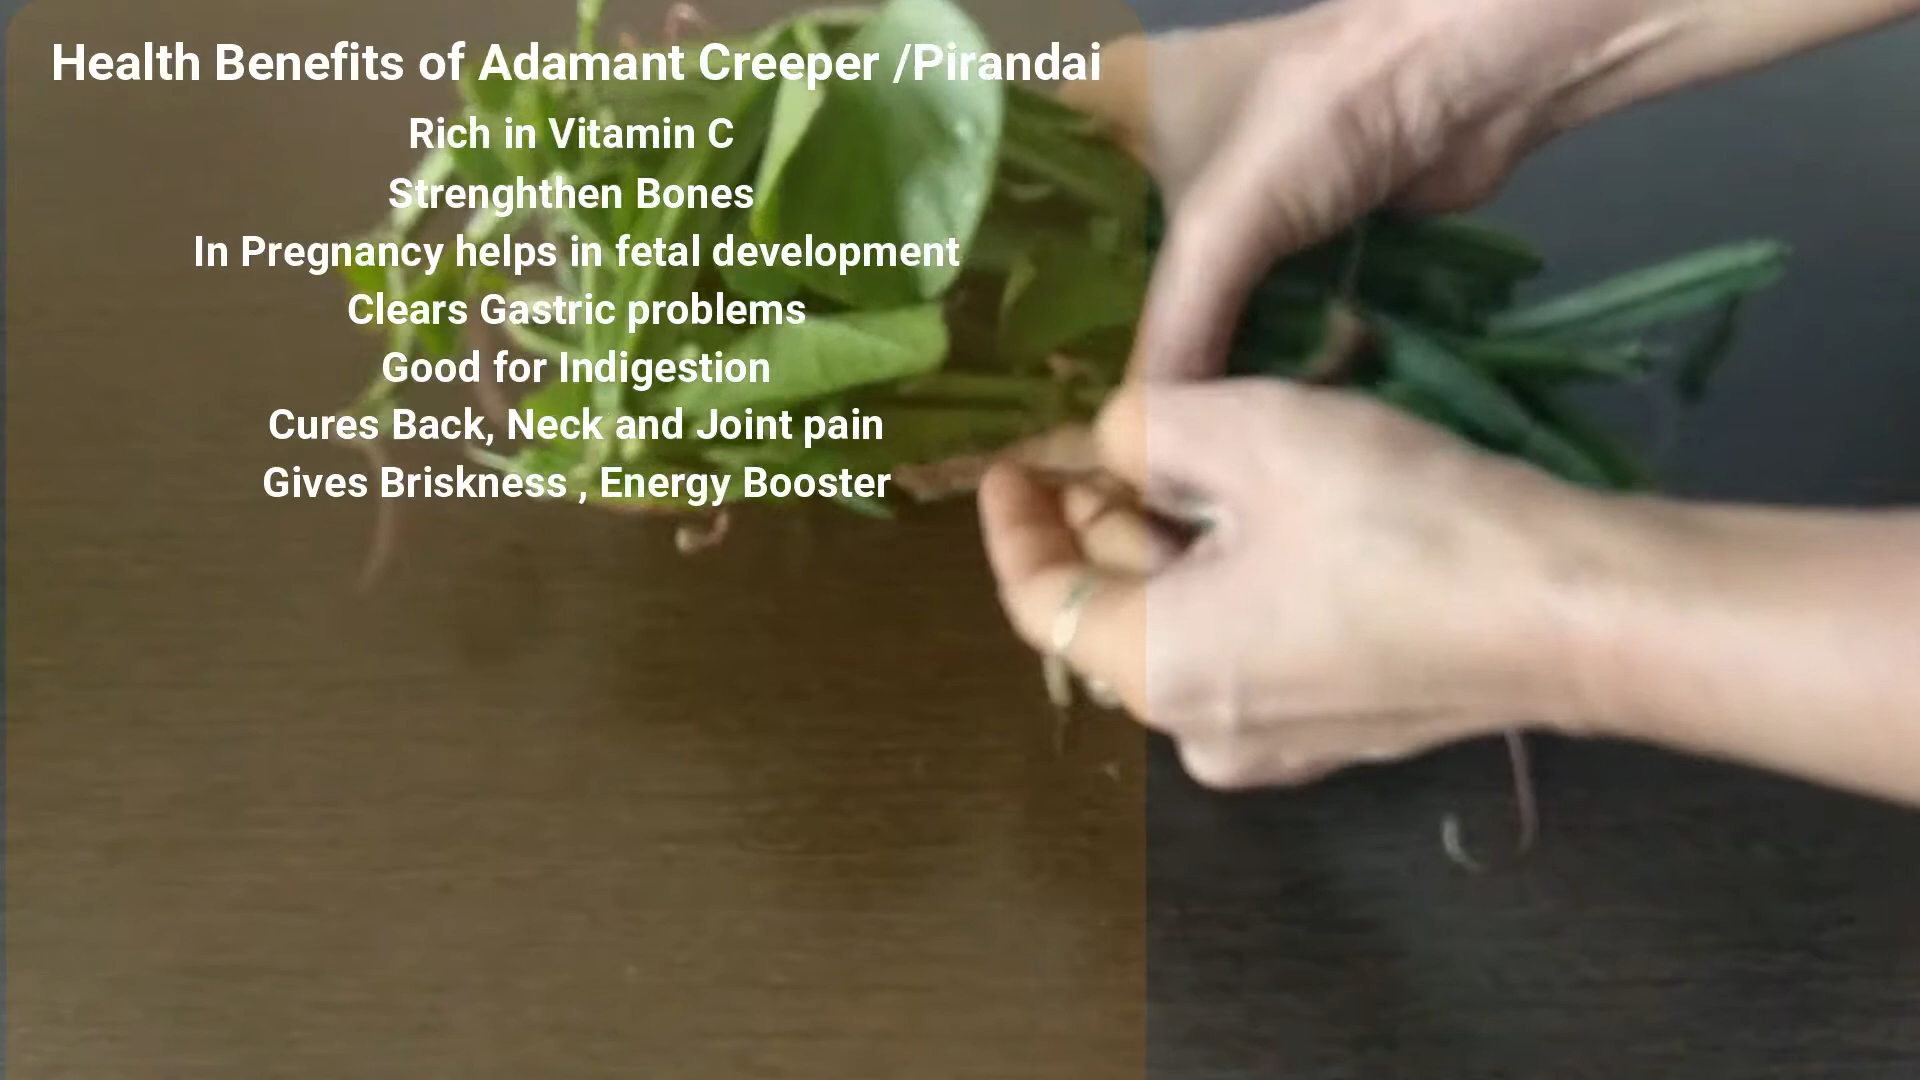 Health Benefits of Adamant Creeper /Pirandai
Rich in Vitamin C
Strenghthen Bones
In Pregnancy helps in fetal development
Clears Gastric problems
Good for Indigestion
Cures Back, Neck and Joint pain
Gives Briskness , Energy Booster